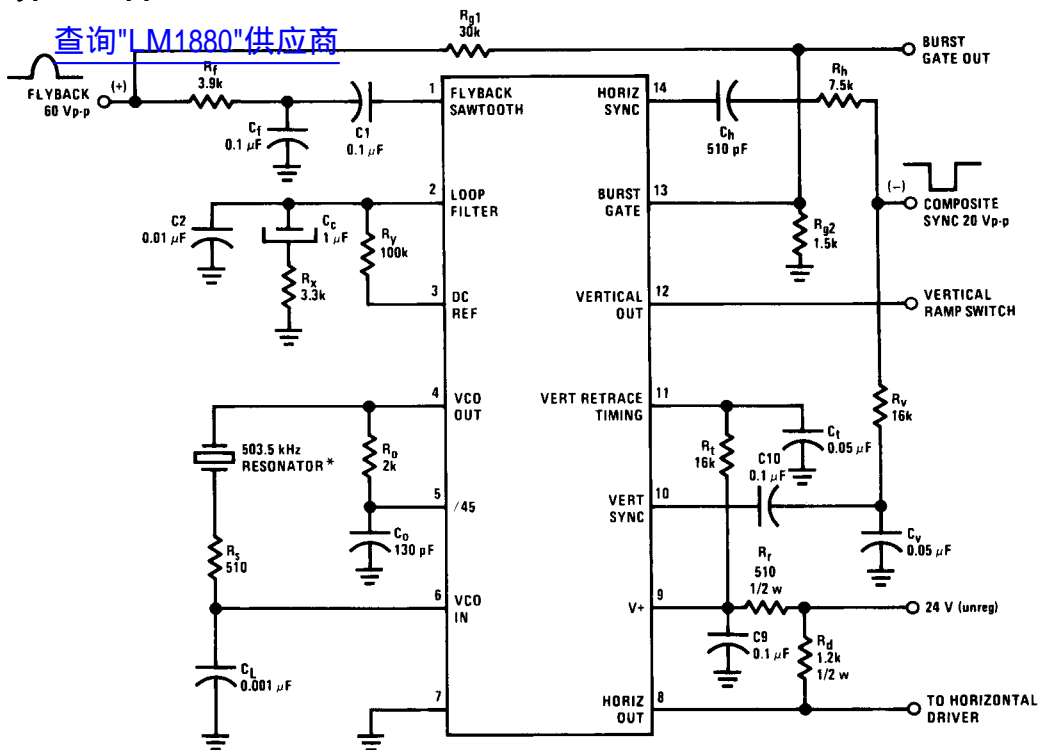 查询"LM1880"供应商
Rg1
30k
BURST
GATE OUT
Rf
3.9k
(+)
FLYBACK
60 Vp-p
Cf
0.1 μF
C1
0.1 μF
1
FLYBACK
SAWTOOTH
HORIZ
SYNC
14
Ch
510 pF
Rh
7.5k
(−)
COMPOSITE
SYNC 20 Vp-p
2
LOOP
FILTER
C2
0.01 μF
Cc
1 μF
Ry
100k
Rx
3.3k
3
DC
REF
BURST
GATE
13
Rg2
1.5k
VERTICAL
OUT
12
VERTICAL
RAMP SWITCH
4
VCO
OUT
503.5 kHz
RESONATOR*
Ro
2k
5
/45
Co
130 pF
Rs
510
6
VCO
IN
CL
0.001 μF
7
VERT RETRACE
TIMING
11
Rt
16k
Ct
0.05 μF
Rv
16k
C10
0.1 μF
VERT
SYNC
10
Cv
0.05 μF
Rr
510
1/2 w
V+
9
24 V (unreg)
C9
0.1 μF
Rd
1.2k
1/2 w
HORIZ
OUT
8
TO HORIZONTAL
DRIVER